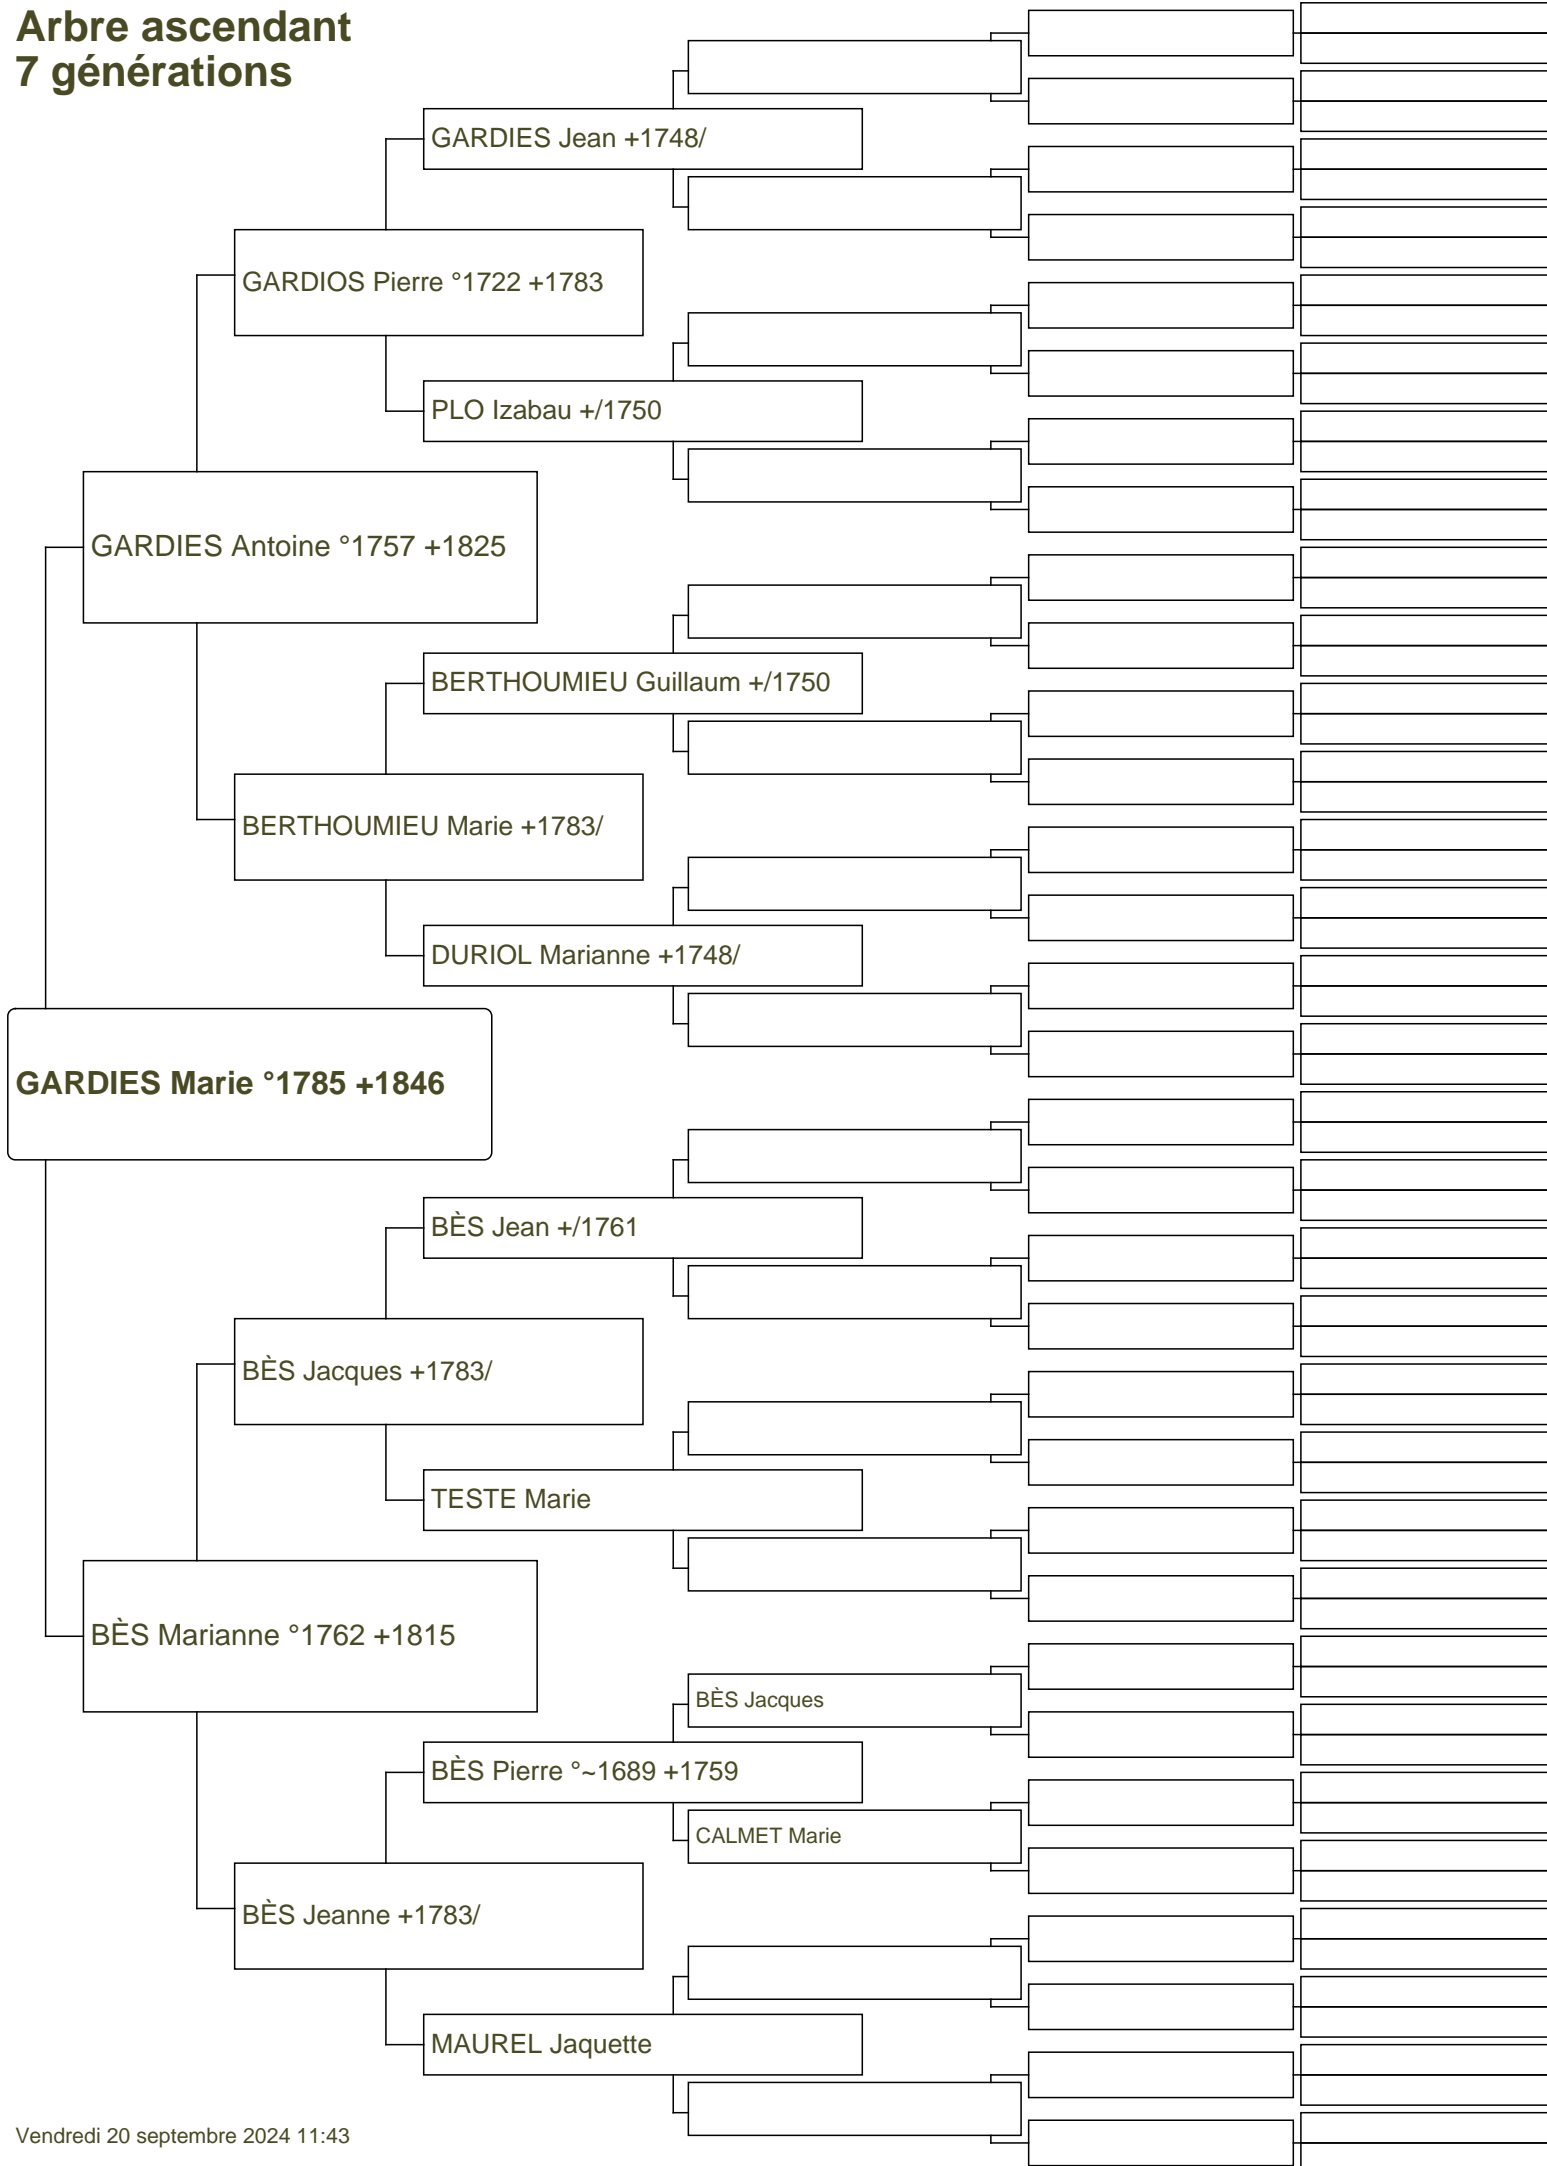 Arbre ascendant
7 générations
GARDIES Jean +1748/
GARDIOS Pierre °1722 +1783
PLO Izabau +/1750
GARDIES Antoine °1757 +1825
BERTHOUMIEU Guillaum +/1750
BERTHOUMIEU Marie +1783/
DURIOL Marianne +1748/
GARDIES Marie °1785 +1846
BÈS Jean +/1761
BÈS Jacques +1783/
TESTE Marie
BÈS Marianne °1762 +1815
BÈS Jacques
BÈS Pierre °~1689 +1759
CALMET Marie
BÈS Jeanne +1783/
MAUREL Jaquette
Vendredi 20 septembre 2024 11:43